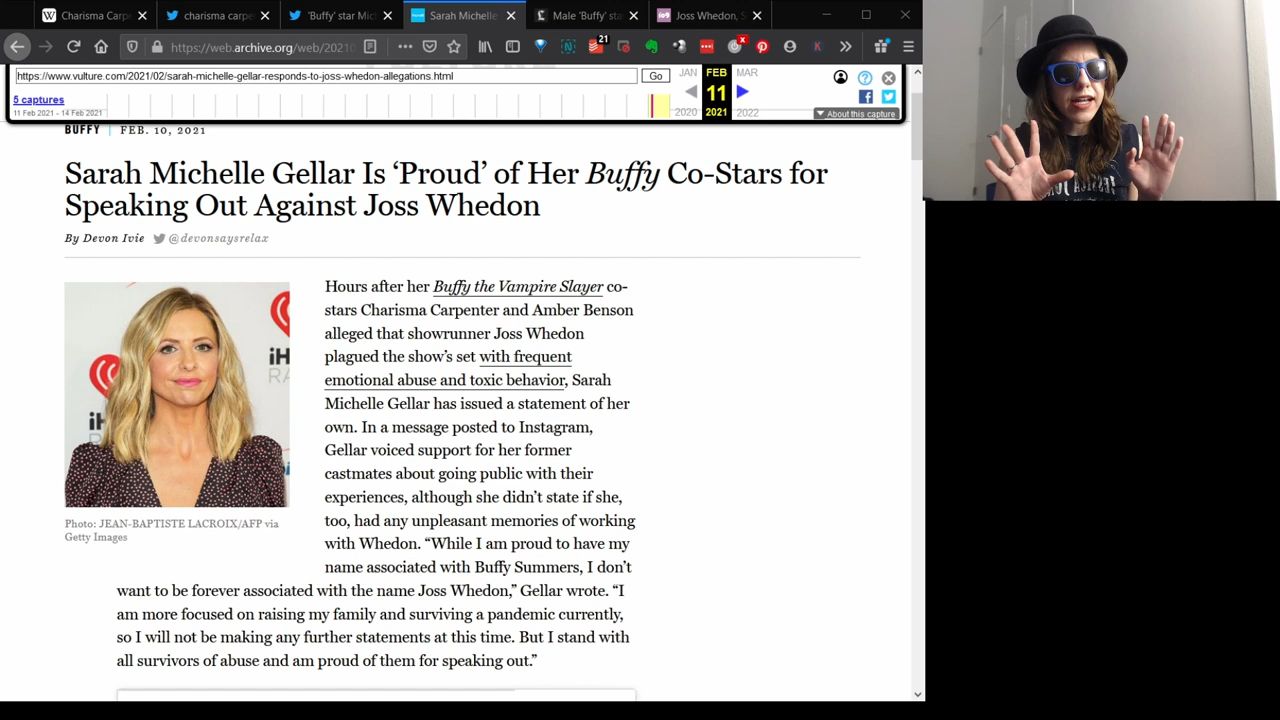 Charisma Carpe
charisma carpe
'Buffy' star Mic
Sarah Michelle
Male 'Buffy' sta
Joss Whedon, S
https://web.archive.org/web/20210
21
https://www.vulture.com/2021/02/sarah-michelle-gellar-responds-to-joss-whedon-allegations.html
Go
JAN
FEB
MAR
11
5 captures
11 Feb 2021 - 14 Feb 2021
2020
2021
2022
About this capture
BUFFY | FEB. 10, 2021
Sarah Michelle Gellar Is ‘Proud’ of Her Buffy Co-Stars for
Speaking Out Against Joss Whedon
By Devon Ivie @devonsaysrelax
Hours after her Buffy the Vampire Slayer co-
stars Charisma Carpenter and Amber Benson
alleged that showrunner Joss Whedon
plagued the show’s set with frequent
emotional abuse and toxic behavior, Sarah
Michelle Gellar has issued a statement of her
own. In a message posted to Instagram,
Gellar voiced support for her former
castmates about going public with their
experiences, although she didn’t state if she,
too, had any unpleasant memories of working
with Whedon. “While I am proud to have my
name associated with Buffy Summers, I don’t
want to be forever associated with the name Joss Whedon,” Gellar wrote. “I
am more focused on raising my family and surviving a pandemic currently,
so I will not be making any further statements at this time. But I stand with
all survivors of abuse and am proud of them for speaking out.”
Photo: JEAN-BAPTISTE LACROIX/AFP via
Getty Images